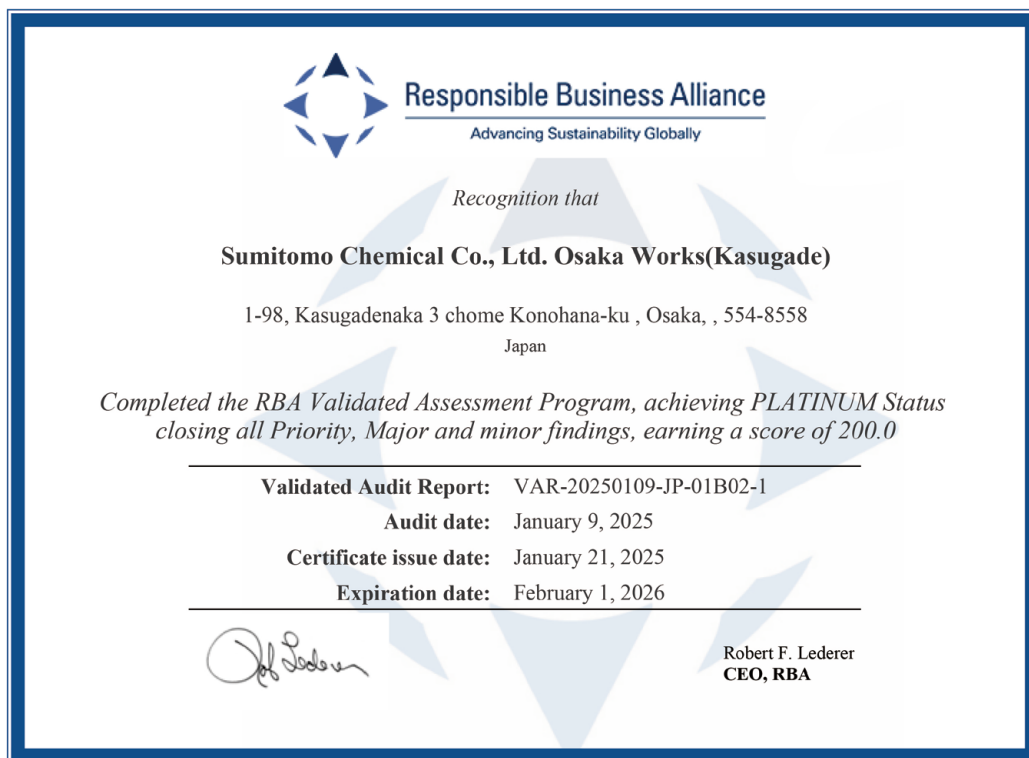 Responsible Business Alliance
Advancing Sustainability Globally
Recognition that
Sumitomo Chemical Co., Ltd. Osaka Works(Kasugade)
1-98, Kasugadenaka 3 chome Konohana-ku , Osaka, , 554-8558
Japan
Completed the RBA Validated Assessment Program, achieving PLATINUM Status
closing all Priority, Major and minor findings, earning a score of 200.0
Validated Audit Report: VAR-20250109-JP-01B02-1
Audit date: January 9, 2025
Certificate issue date: January 21, 2025
Expiration date: February 1, 2026
Rob Lederer
Robert F. Lederer
CEO, RBA